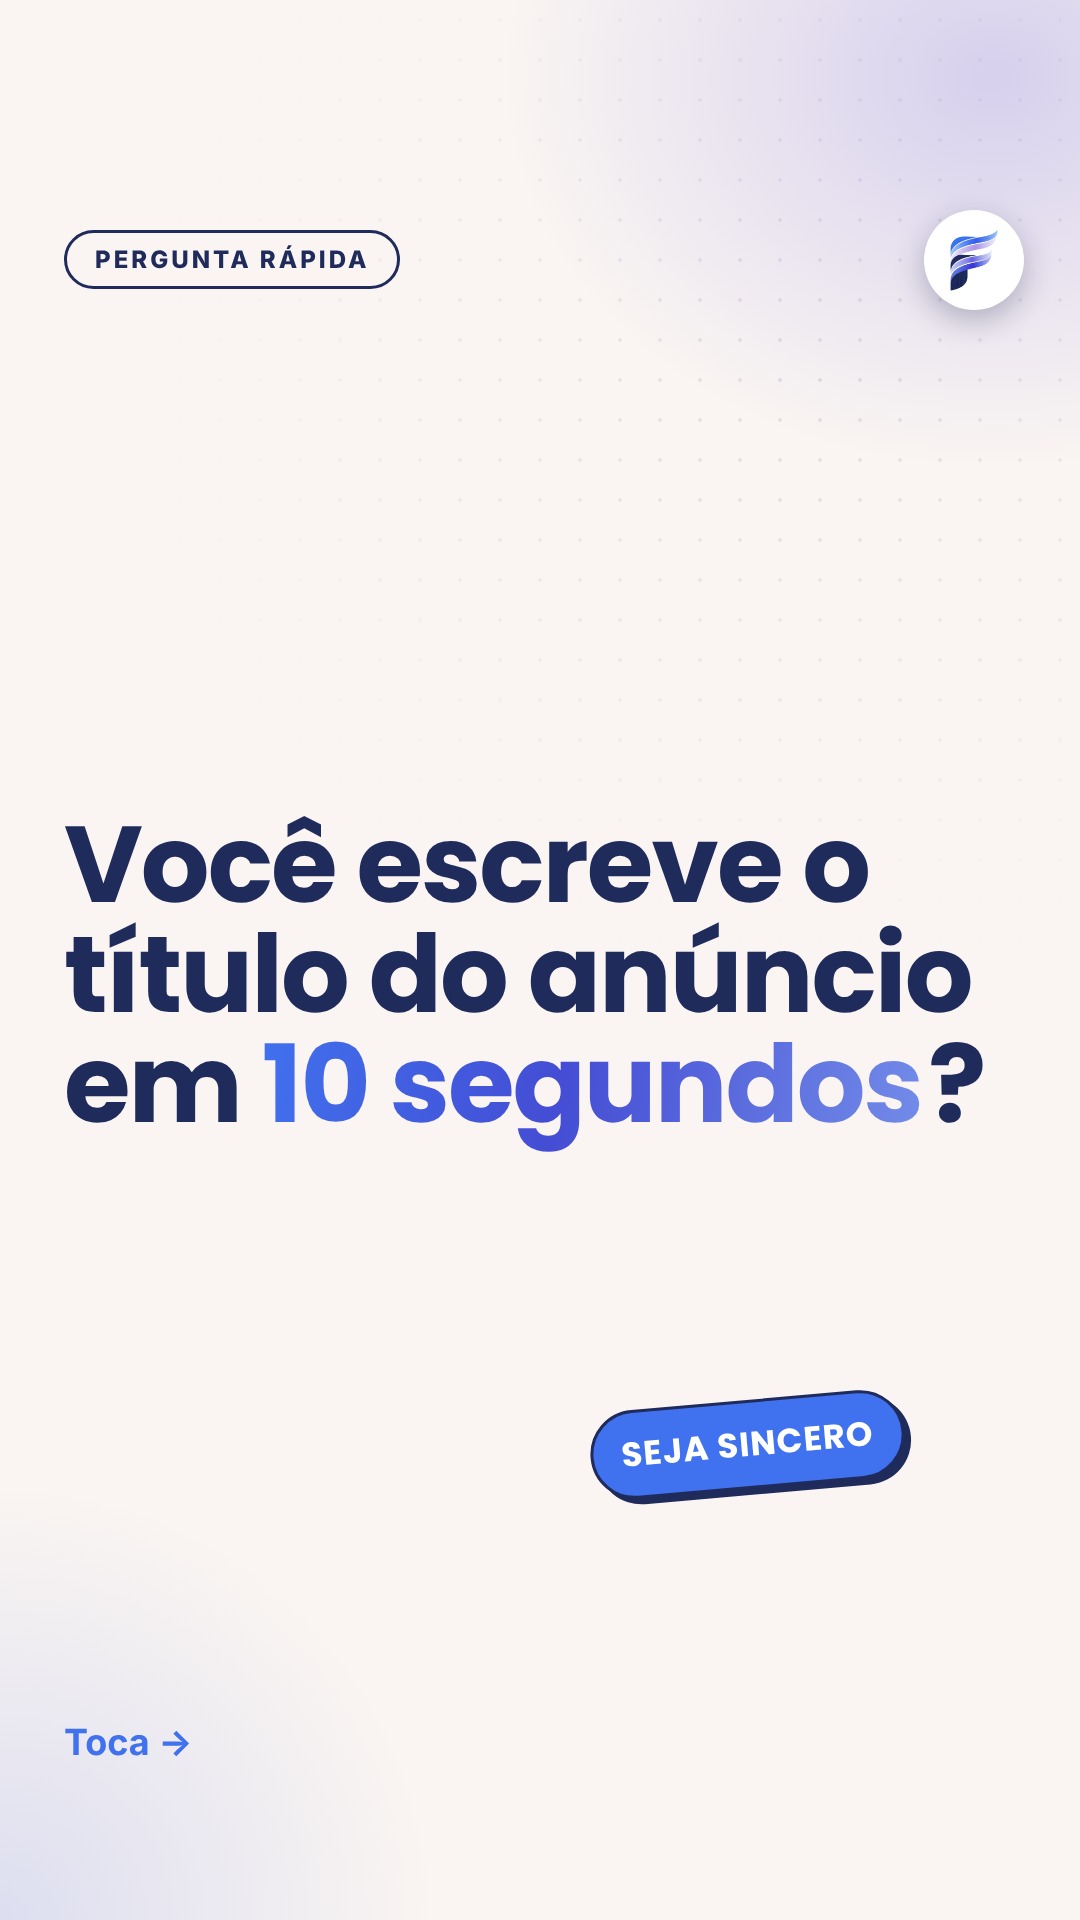 PERGUNTA RÁPIDA
Você escreve o
título do anúncio
em 10 segundos?
SEJA SINCERO
Toca →